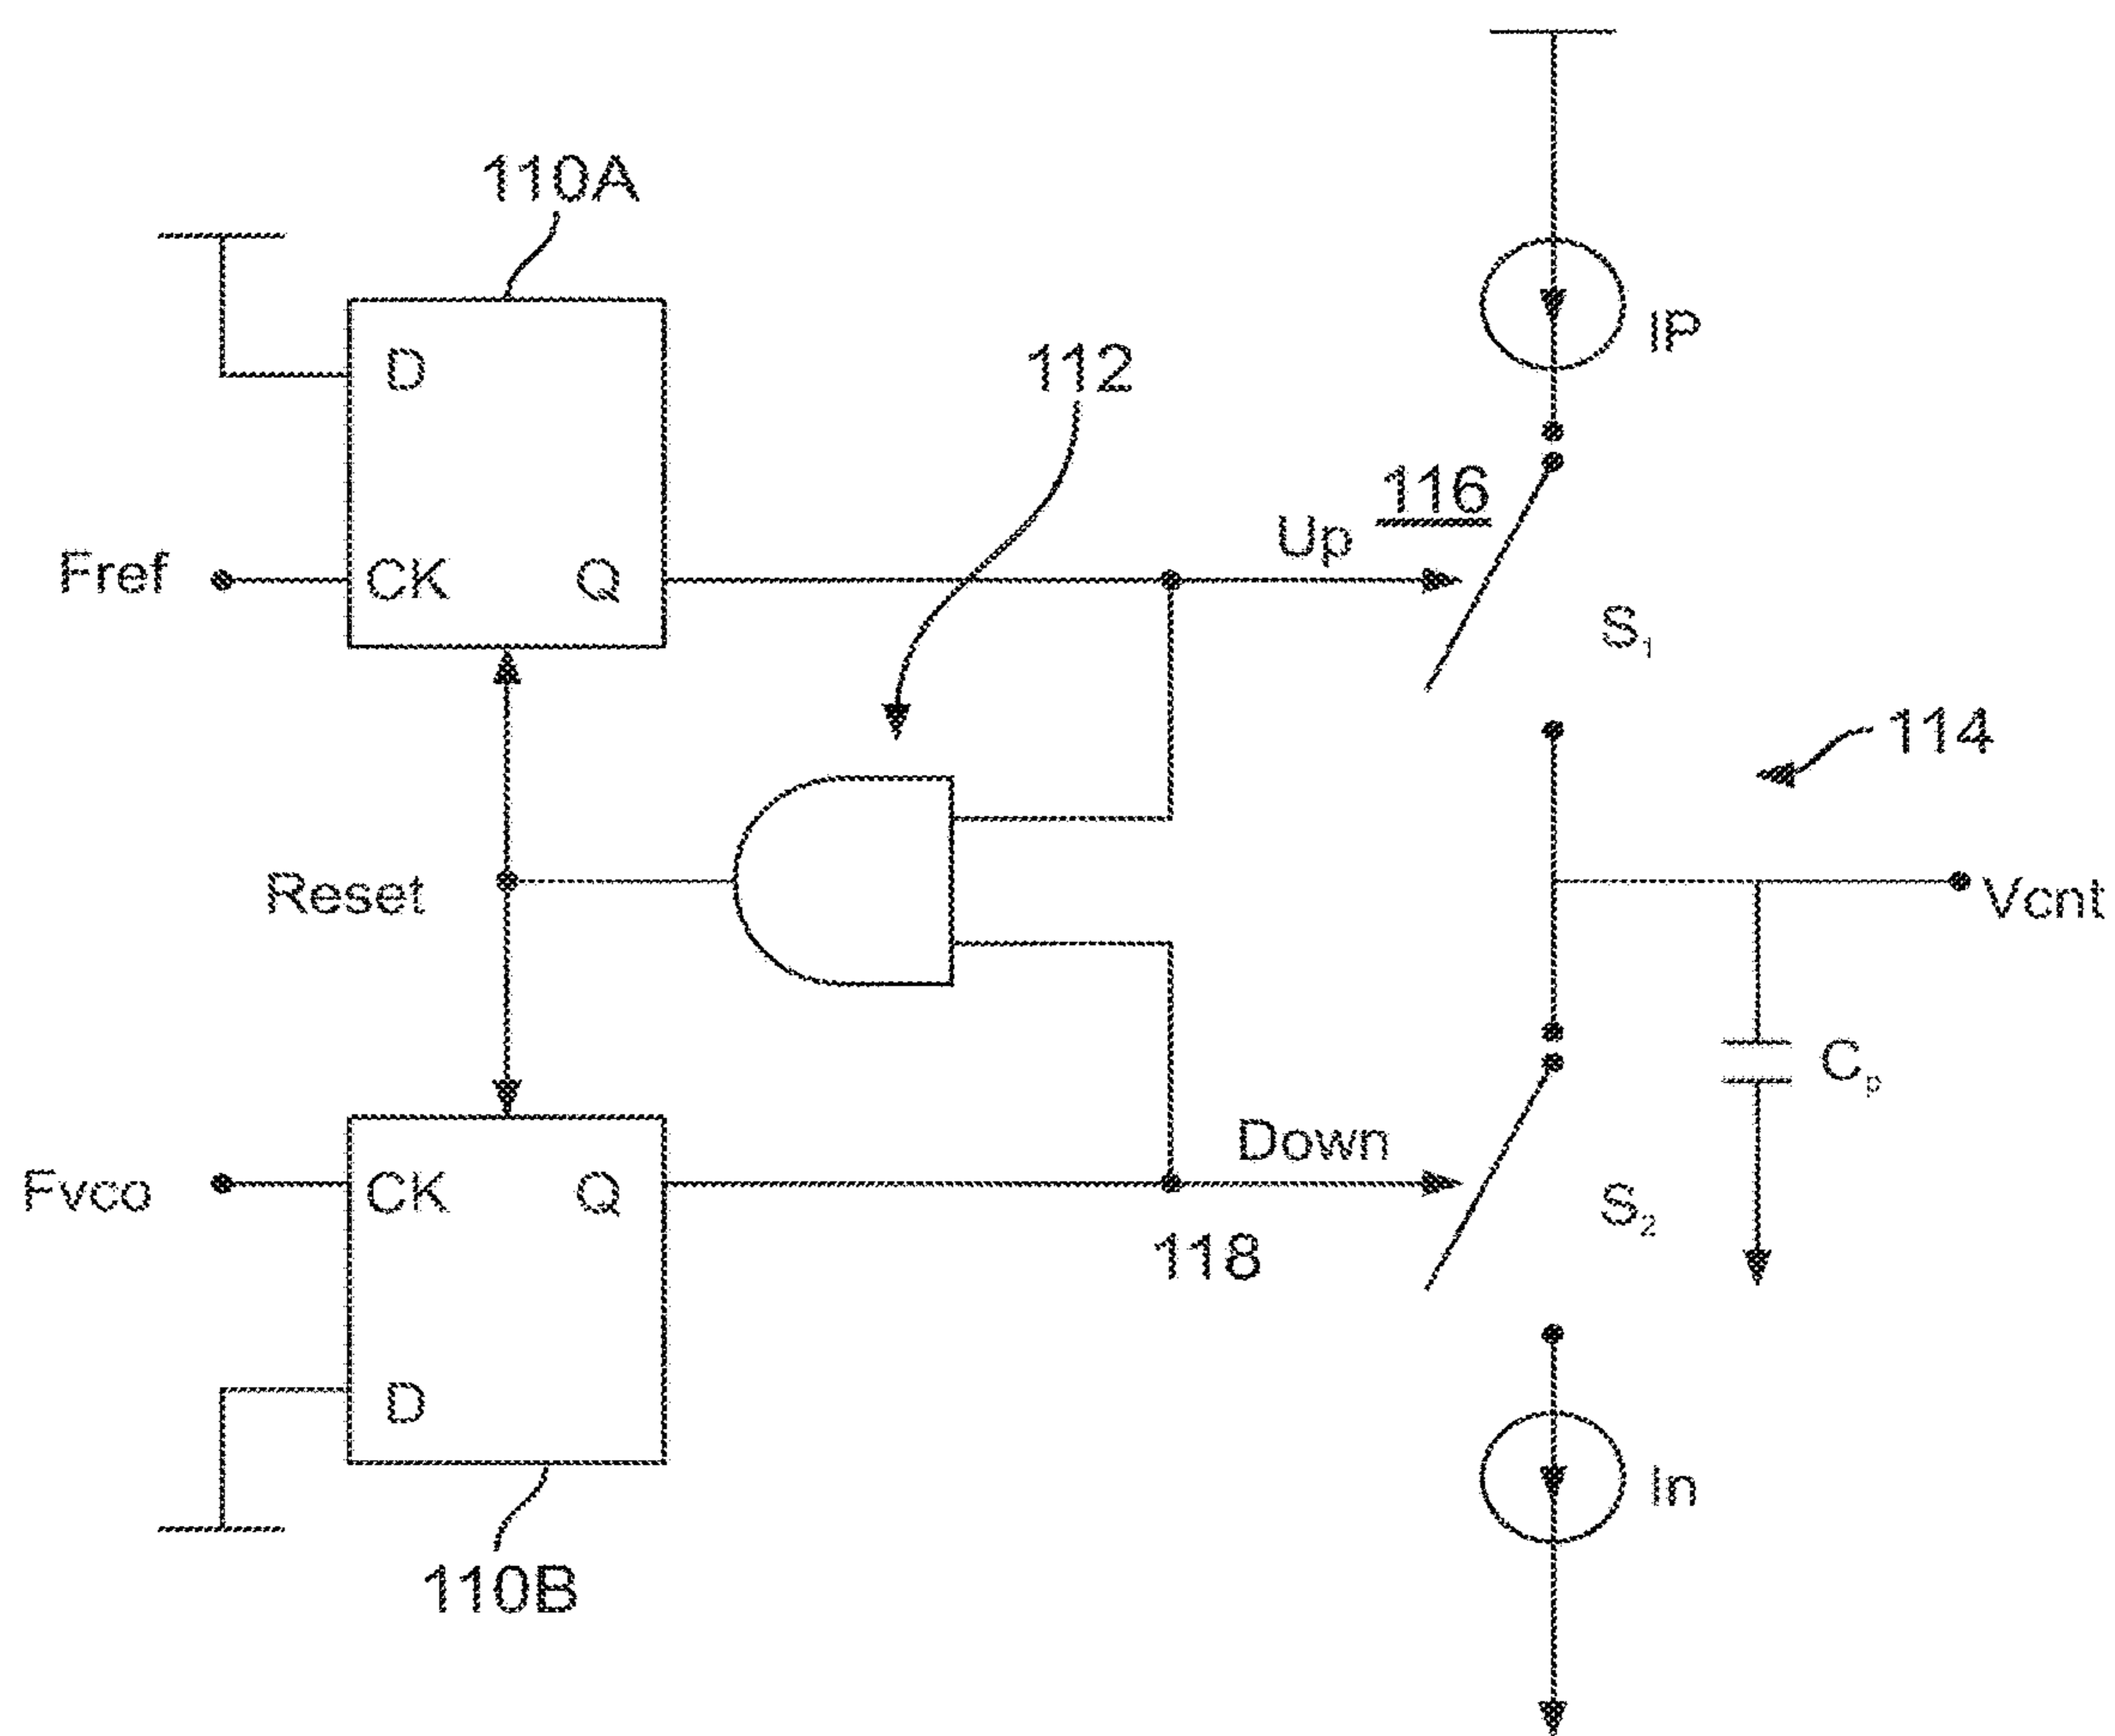 110A
D
IP
112
116
Up
Fref
CK
Q
S₁
114
Reset
Vcnt
Cₚ
Down
Fvco
CK
Q
S₂
118
D
In
110B